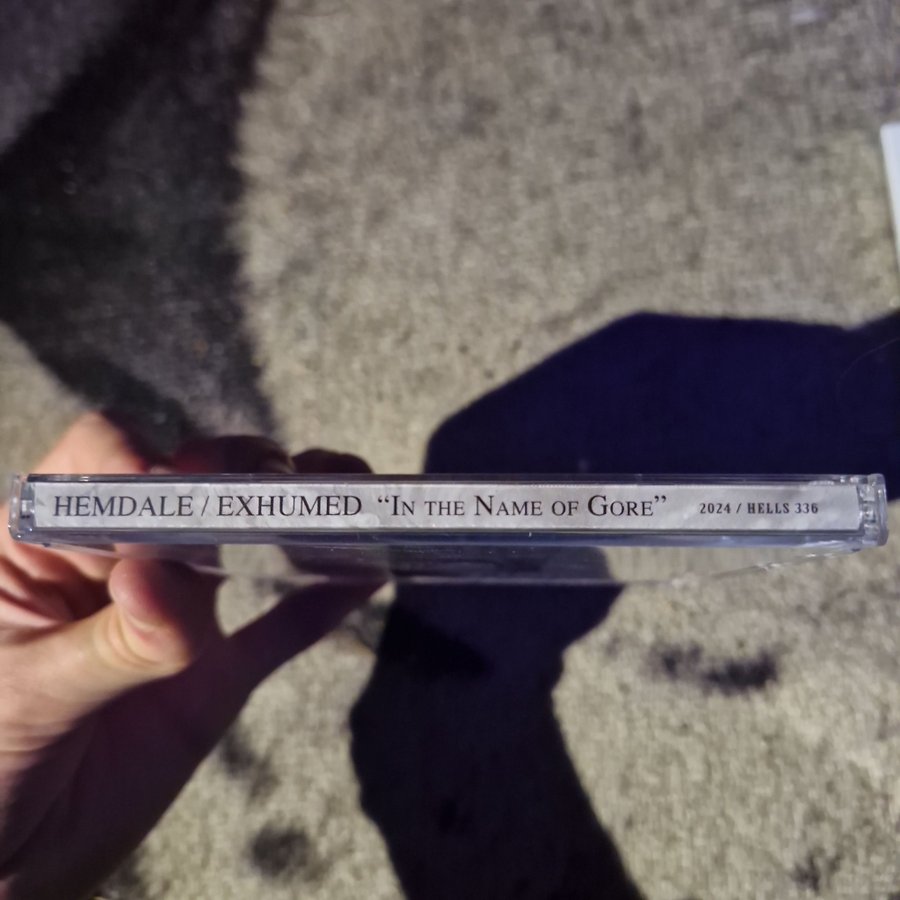 HEMDALE / EXHUMED “IN THE NAME OF GORE” 2024 / HELLS 336